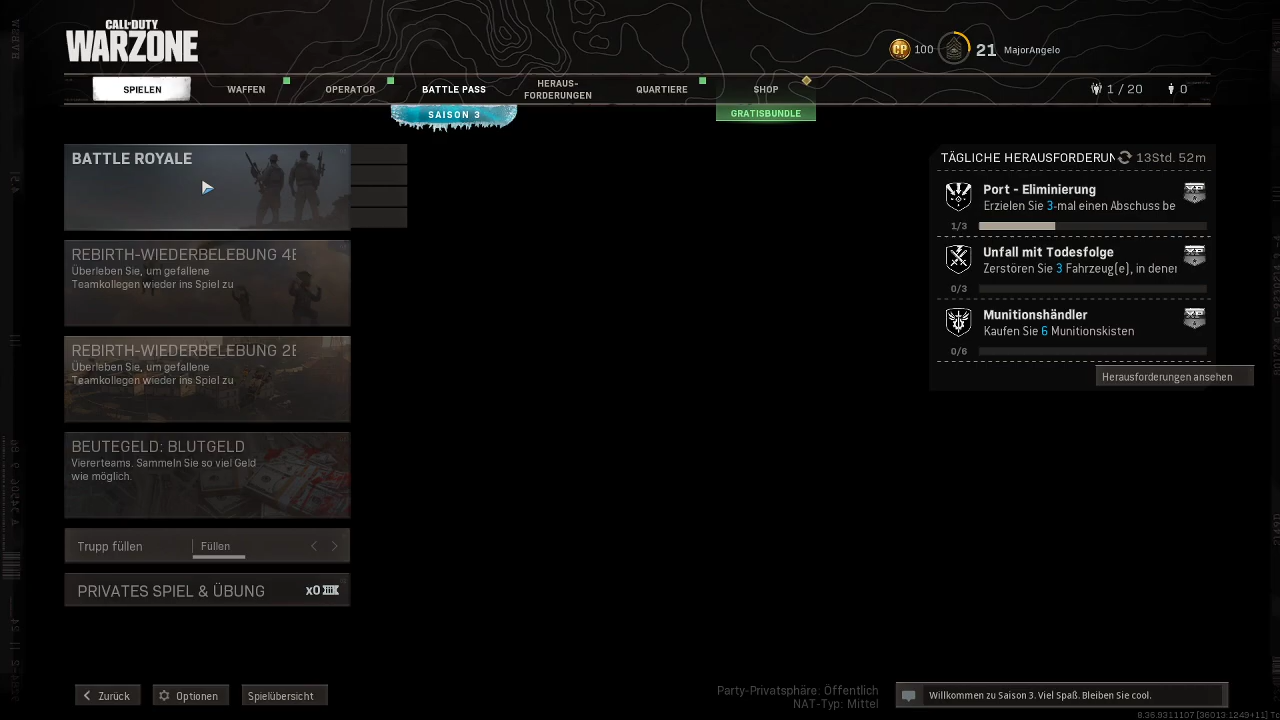 CALL OF DUTY
WARZONE
CP 100
21 MajorAngelo
SPIELEN
WAFFEN
OPERATOR
BATTLE PASS
HERAUS-
FORDERUNGEN
QUARTIERE
SHOP
1 / 20
0
SAISON 3
GRATISBUNDLE
BATTLE ROYALE
REBIRTH-WIEDERBELEBUNG 4E
Überleben Sie, um gefallene
Teamkollegen wieder ins Spiel zu
REBIRTH-WIEDERBELEBUNG 2E
Überleben Sie, um gefallene
Teamkollegen wieder ins Spiel zu
BEUTEGELD: BLUTGELD
Viererteams. Sammeln Sie so viel Geld
wie möglich.
Trupp füllen
Füllen
PRIVATES SPIEL & ÜBUNG
x0
TÄGLICHE HERAUSFORDERUN
13Std. 52m
Port - Eliminierung
XP
Erzielen Sie 3-mal einen Abschuss be
1/3
Unfall mit Todesfolge
XP
Zerstören Sie 3 Fahrzeug(e), in dener
0/3
Munitionshändler
XP
Kaufen Sie 6 Munitionskisten
0/6
Herausforderungen ansehen
Zurück
Optionen
Spielübersicht
Party-Privatsphäre: Öffentlich
NAT-Typ: Mittel
Willkommen zu Saison 3. Viel Spaß. Bleiben Sie cool.